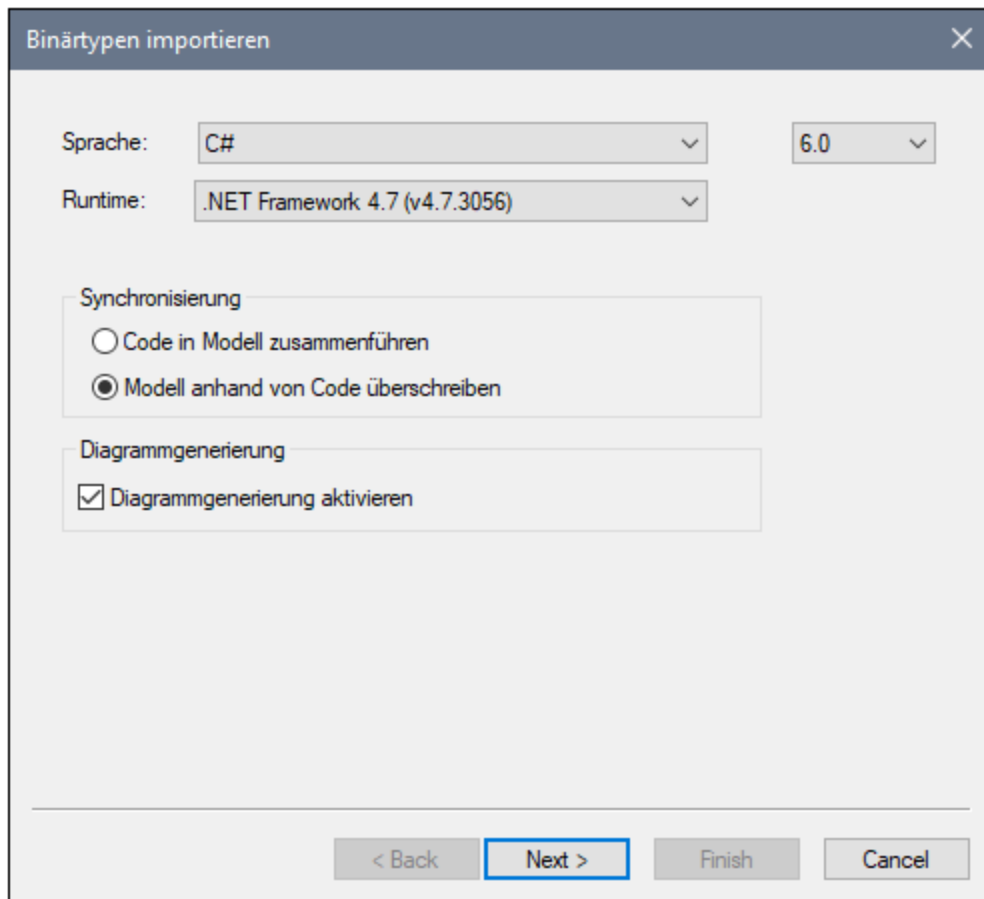 Binärtypen importieren
Sprache: C# 6.0
Runtime: .NET Framework 4.7 (v4.7.3056)
Synchronisierung
Code in Modell zusammenführen
Modell anhand von Code überschreiben
Diagrammgenerierung
Diagrammgenerierung aktivieren
< Back Next > Finish Cancel